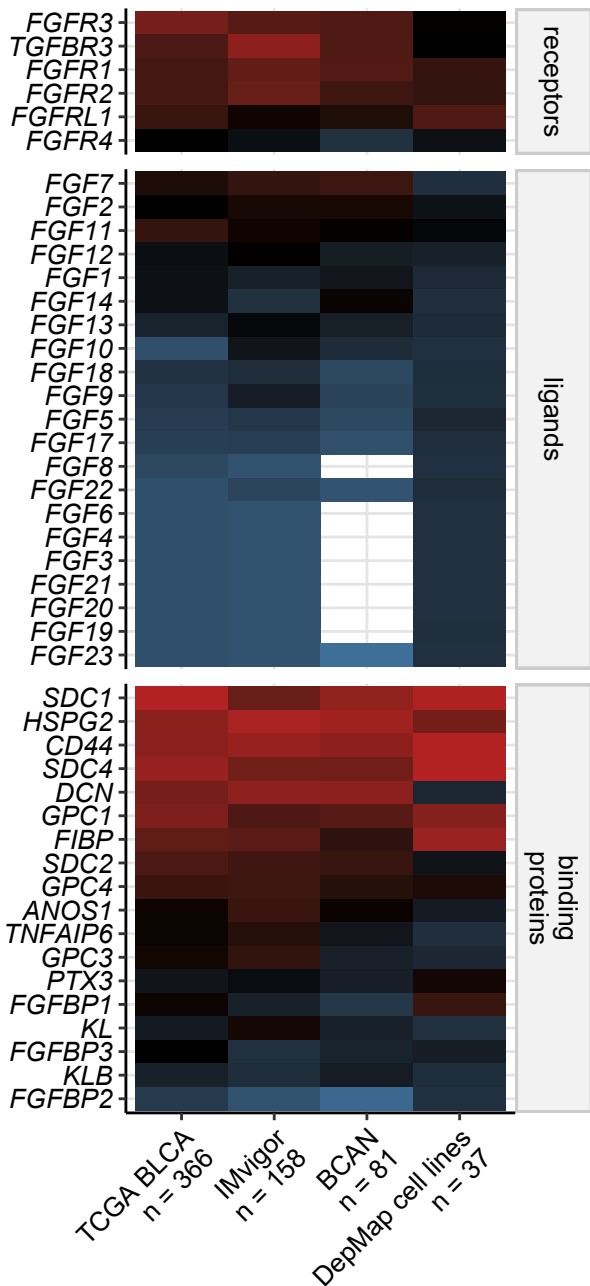 FGFR3
TGFBR3
FGFR1
FGFR2
FGFRL1
FGFR4
receptors
FGF7
FGF2
FGF11
FGF12
FGF1
FGF14
FGF13
FGF10
FGF18
FGF9
FGF5
FGF17
FGF8
FGF22
FGF6
FGF4
FGF3
FGF21
FGF20
FGF19
FGF23
ligands
SDC1
HSPG2
CD44
SDC4
DCN
GPC1
FIBP
SDC2
GPC4
ANOS1
TNFAIP6
GPC3
PTX3
FGFBP1
KL
FGFBP3
KLB
FGFBP2
binding
proteins
TCGA BLCA
n = 366
IMvigor
n = 158
BCAN
n = 81
DepMap cell lines
n = 37